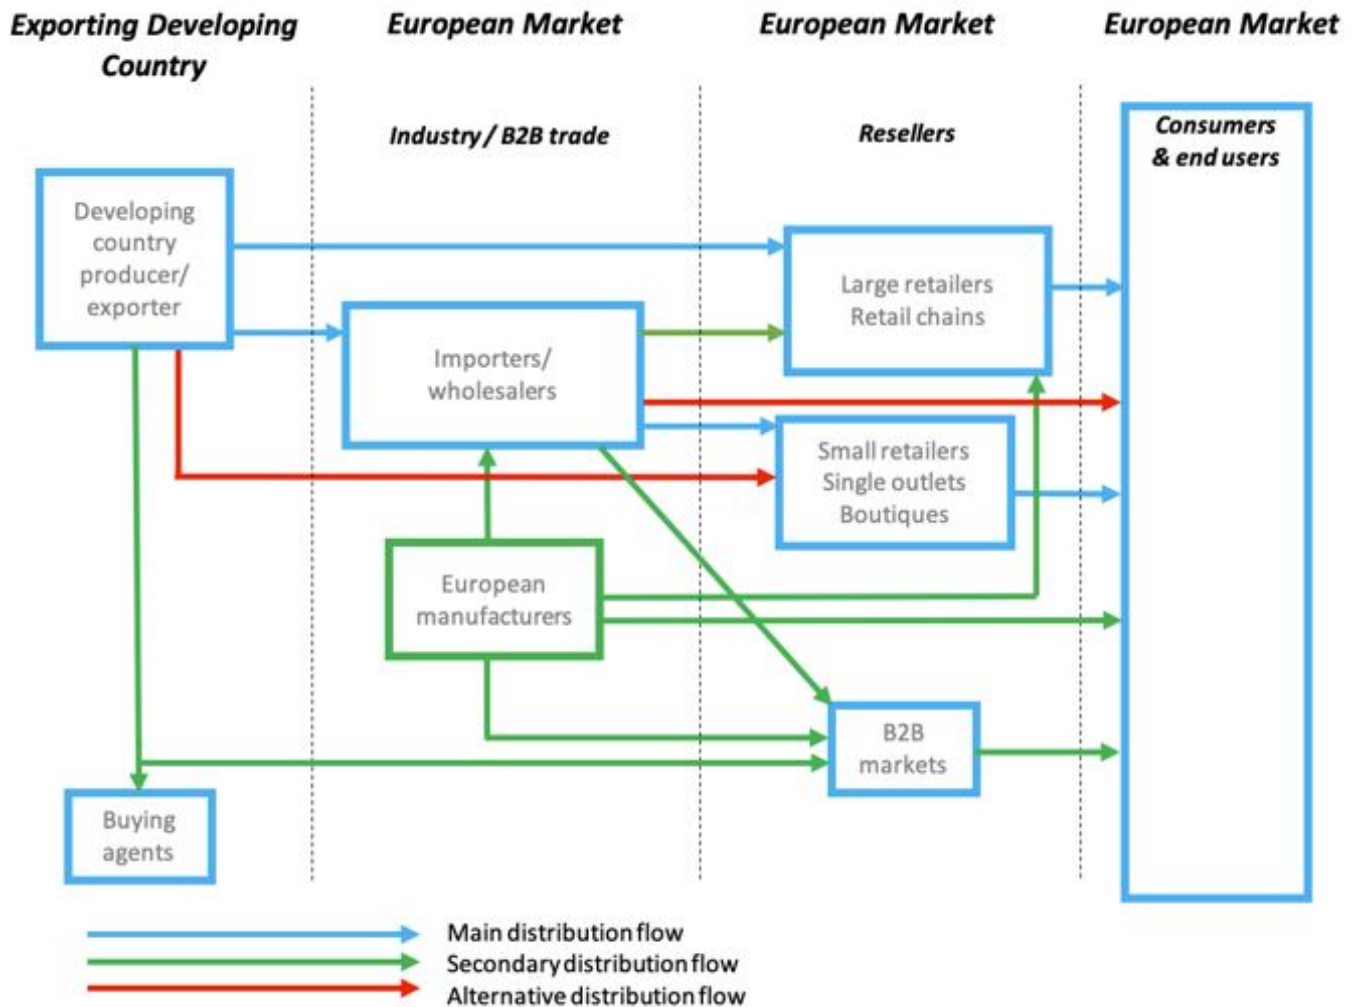 Exporting Developing
Country
European Market
European Market
European Market
Industry / B2B trade
Resellers
Consumers
& end users
Developing
country
producer/
exporter
Importers/
wholesalers
Large retailers
Retail chains
Small retailers
Single outlets
Boutiques
European
manufacturers
B2B
markets
Buying
agents
Main distribution flow
Secondary distribution flow
Alternative distribution flow